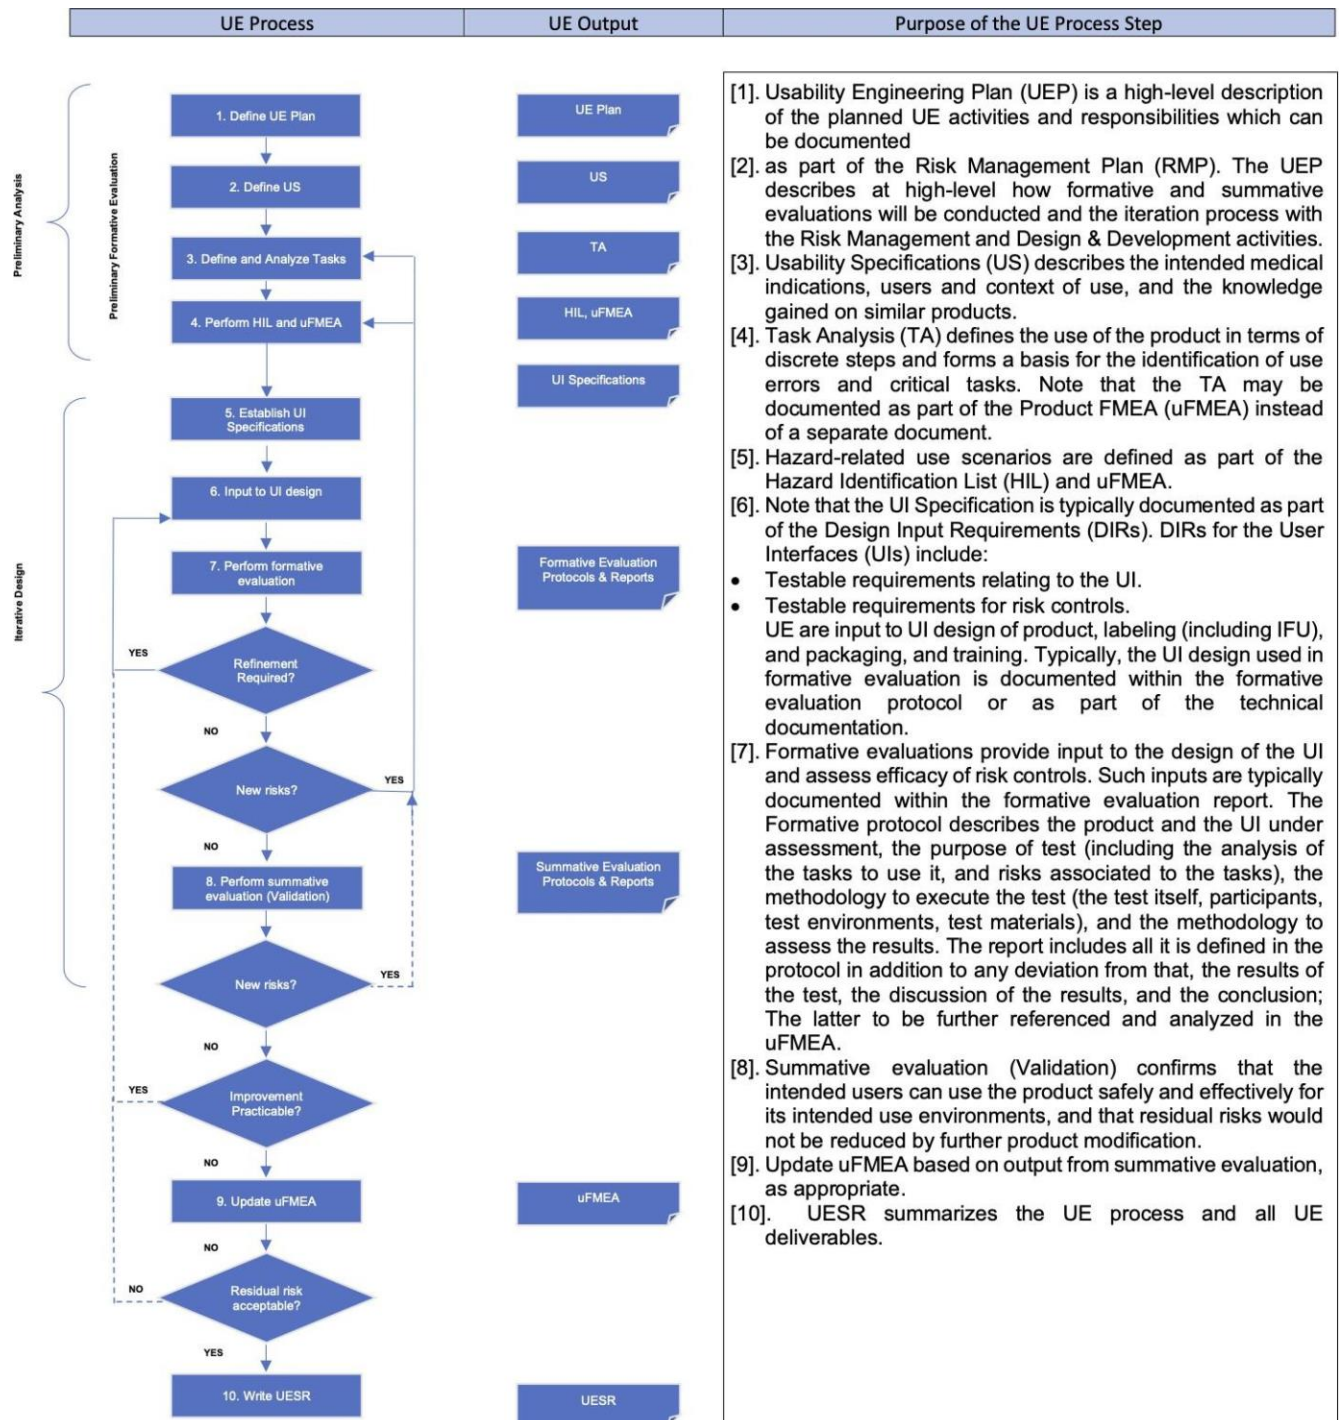 UE Process
UE Output
Purpose of the UE Process Step
Preliminary Analysis
Preliminary Formative Evaluation
Iterative Design
1. Define UE Plan
2. Define US
3. Define and Analyze Tasks
4. Perform HIL and uFMEA
5. Establish UI
Specifications
6. Input to UI design
7. Perform formative
evaluation
YES
Refinement
Required?
NO
New risks?
YES
NO
8. Perform summative
evaluation (Validation)
New risks?
YES
NO
YES
Improvement
Practicable?
NO
9. Update uFMEA
NO
NO
Residual risk
acceptable?
YES
10. Write UESR
UE Plan
US
TA
HIL, uFMEA
UI Specifications
Formative Evaluation
Protocols & Reports
Summative Evaluation
Protocols & Reports
uFMEA
UESR
[1]. Usability Engineering Plan (UEP) is a high-level description
of the planned UE activities and responsibilities which can
be documented
[2]. as part of the Risk Management Plan (RMP). The UEP
describes at high-level how formative and summative
evaluations will be conducted and the iteration process with
the Risk Management and Design & Development activities.
[3]. Usability Specifications (US) describes the intended medical
indications, users and context of use, and the knowledge
gained on similar products.
[4]. Task Analysis (TA) defines the use of the product in terms of
discrete steps and forms a basis for the identification of use
errors and critical tasks. Note that the TA may be
documented as part of the Product FMEA (uFMEA) instead
of a separate document.
[5]. Hazard-related use scenarios are defined as part of the
Hazard Identification List (HIL) and uFMEA.
[6]. Note that the UI Specification is typically documented as part
of the Design Input Requirements (DIRs). DIRs for the User
Interfaces (UIs) include:
• Testable requirements relating to the UI.
• Testable requirements for risk controls.
UE are input to UI design of product, labeling (including IFU),
and packaging, and training. Typically, the UI design used in
formative evaluation is documented within the formative
evaluation protocol or as part of the technical
documentation.
[7]. Formative evaluations provide input to the design of the UI
and assess efficacy of risk controls. Such inputs are typically
documented within the formative evaluation report. The
Formative protocol describes the product and the UI under
assessment, the purpose of test (including the analysis of
the tasks to use it, and risks associated to the tasks), the
methodology to execute the test (the test itself, participants,
test environments, test materials), and the methodology to
assess the results. The report includes all it is defined in the
protocol in addition to any deviation from that, the results of
the test, the discussion of the results, and the conclusion;
The latter to be further referenced and analyzed in the
uFMEA.
[8]. Summative evaluation (Validation) confirms that the
intended users can use the product safely and effectively for
its intended use environments, and that residual risks would
not be reduced by further product modification.
[9]. Update uFMEA based on output from summative evaluation,
as appropriate.
[10]. UESR summarizes the UE process and all UE
deliverables.